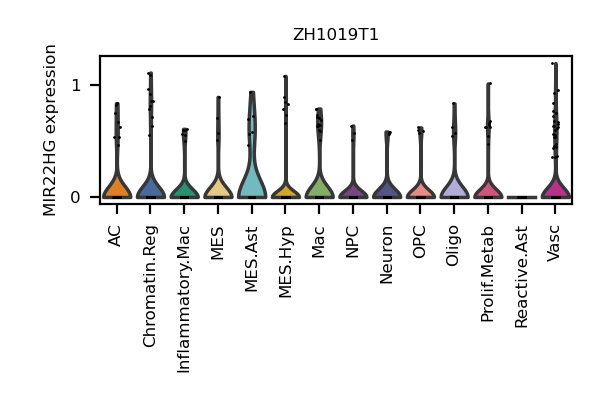 ZH1019T1
MIR22HG expression
1
0
AC
Chromatin.Reg
Inflammatory.Mac
MES
MES.Ast
MES.Hyp
Mac
NPC
Neuron
OPC
Oligo
Prolif.Metab
Reactive.Ast
Vasc